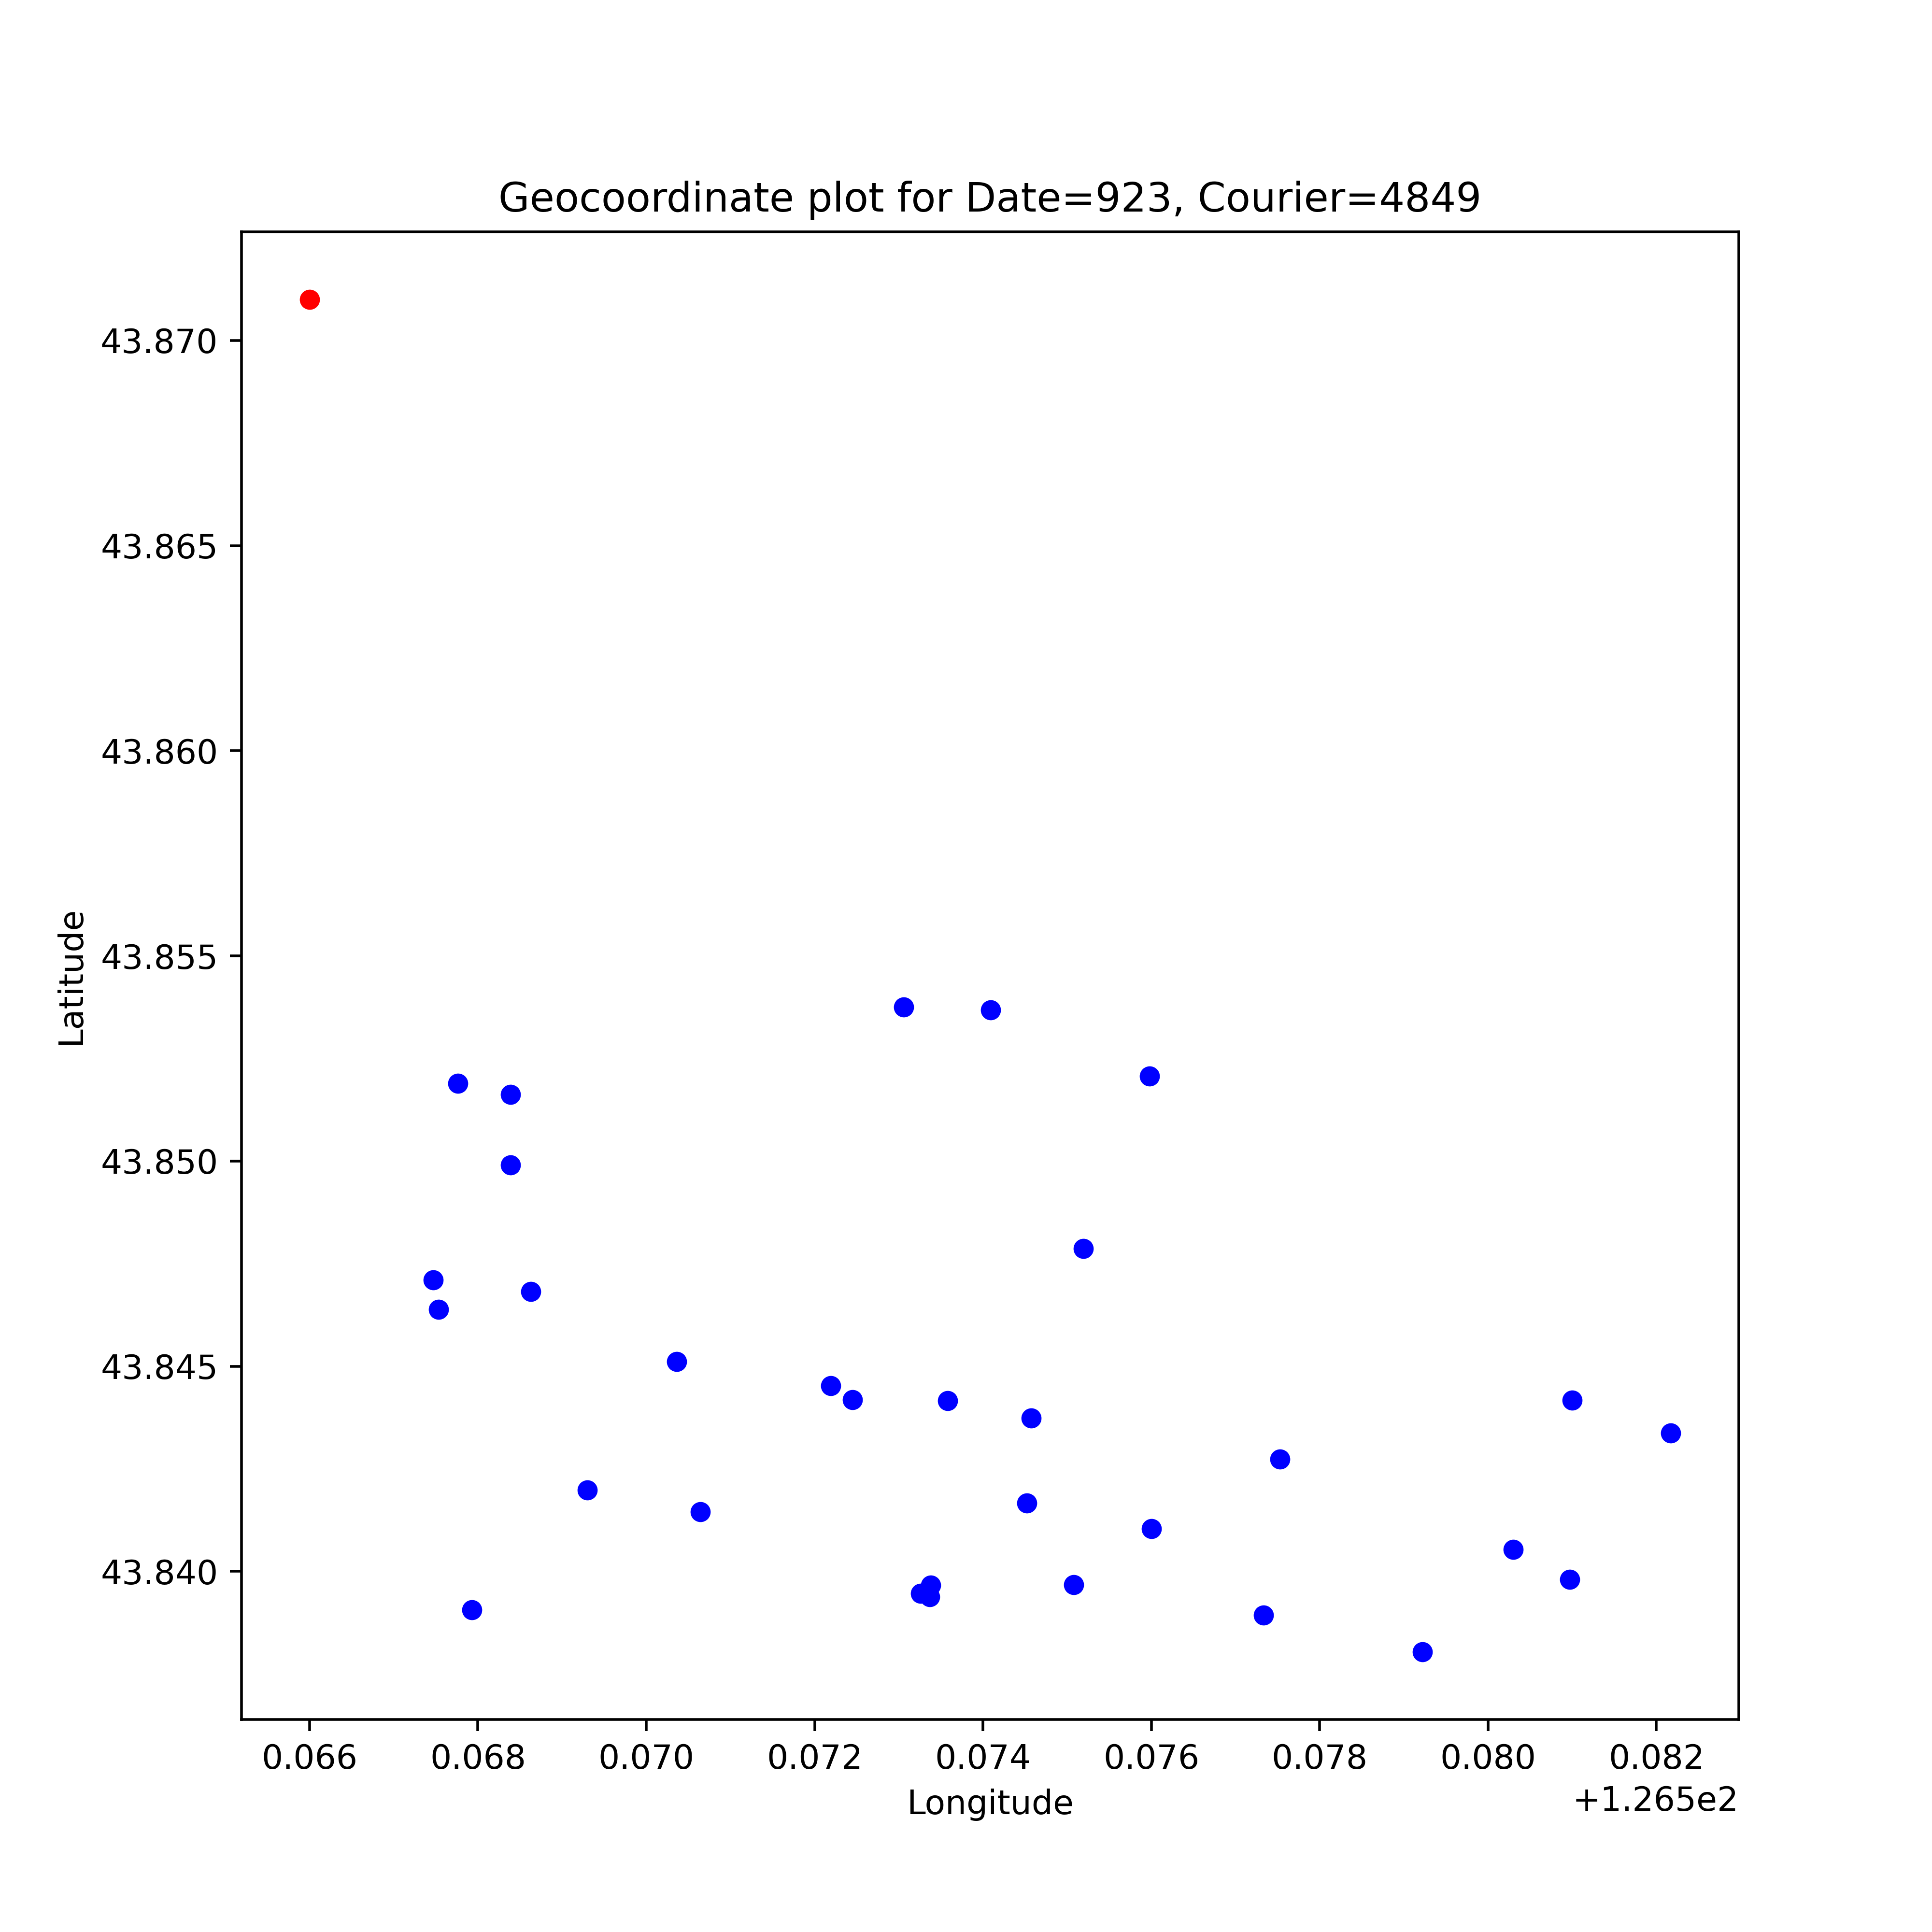 Geocoordinate plot for Date=923, Courier=4849
43.870
43.865
43.860
43.855
43.850
43.845
43.840
Latitude
0.066 0.068 0.070 0.072 0.074 0.076 0.078 0.080 0.082
Longitude
+1.265e2